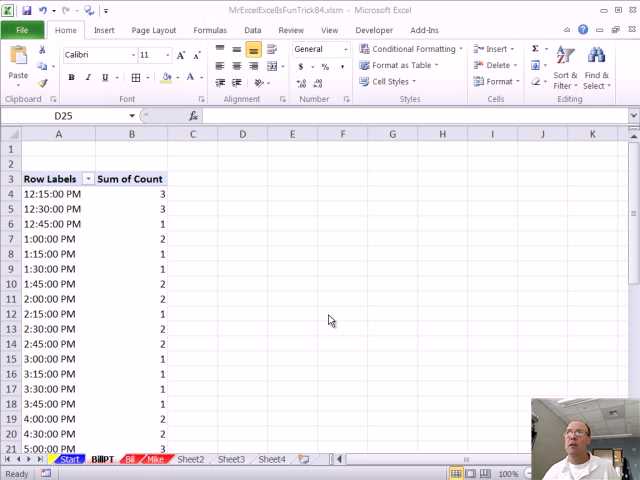 MrExcelExcelIsFunTrick84.xlsm - Microsoft Excel
File Home Insert Page Layout Formulas Data Review View Developer Add-Ins
Calibri 11 General Conditional Formatting Insert
Paste B I U A $ % , Format as Table Delete Sort & Filter Find & Select
Cell Styles Format
Clipboard Font Alignment Number Styles Cells Editing
D25 fx
A B C D E F G H I J K
1
2
3 Row Labels Sum of Count
4 12:15:00 PM 3
5 12:30:00 PM 3
6 12:45:00 PM 1
7 1:00:00 PM 2
8 1:15:00 PM 1
9 1:30:00 PM 1
10 1:45:00 PM 2
11 2:00:00 PM 2
12 2:15:00 PM 1
13 2:30:00 PM 2
14 2:45:00 PM 2
15 3:00:00 PM 1
16 3:15:00 PM 1
17 3:30:00 PM 1
18 3:45:00 PM 1
19 4:00:00 PM 2
20 4:30:00 PM 2
21 5:00:00 PM 3
Start BillPT Bill Mike Sheet2 Sheet3 Sheet4
Ready 100%